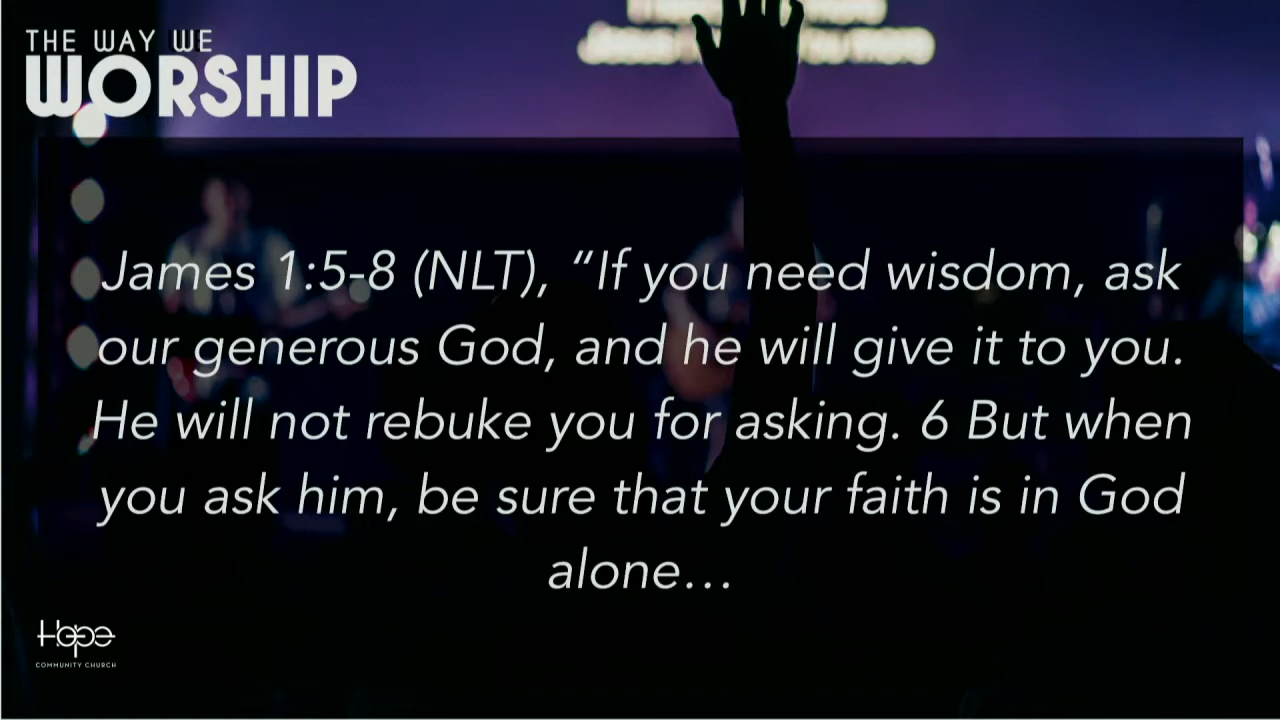 THE WAY WE
WORSHIP
James 1:5-8 (NLT), “If you need wisdom, ask
our generous God, and he will give it to you.
He will not rebuke you for asking. 6 But when
you ask him, be sure that your faith is in God
alone…
Hope
COMMUNITY CHURCH